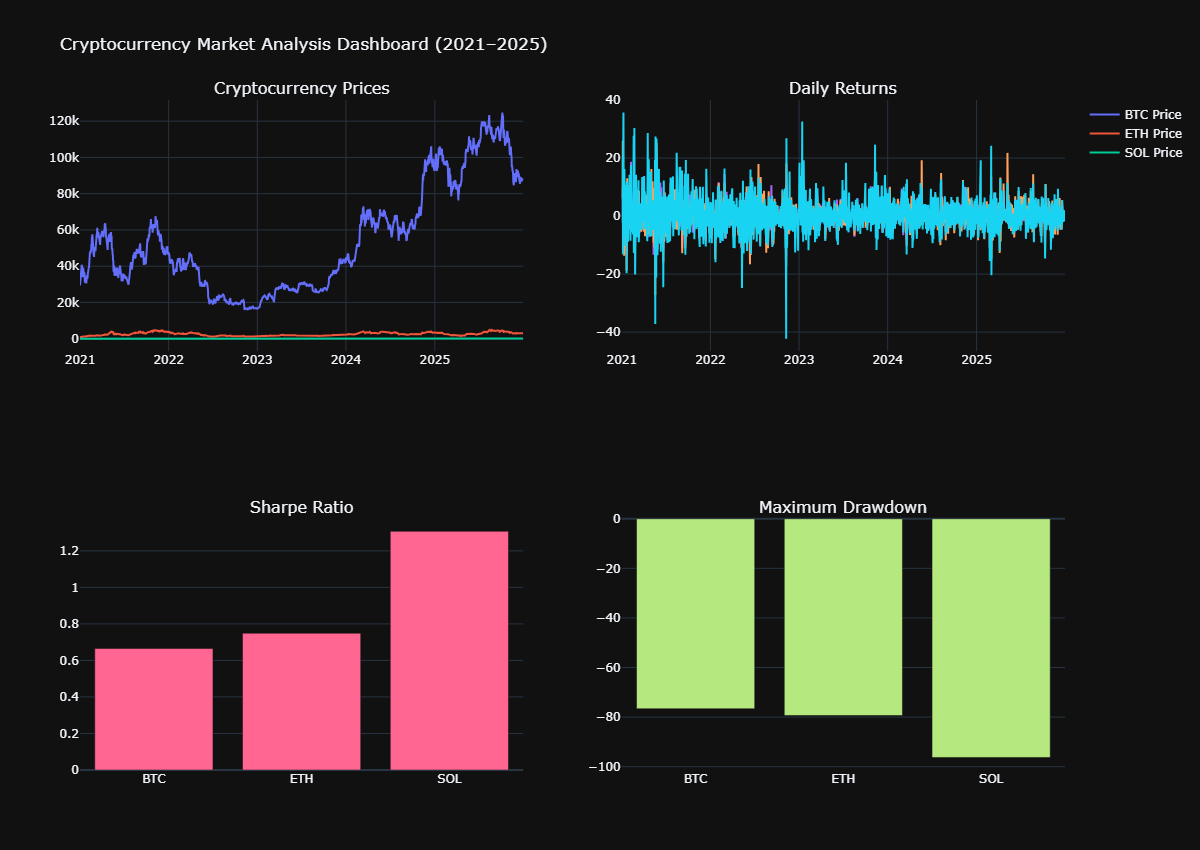 Cryptocurrency Market Analysis Dashboard (2021–2025)
Cryptocurrency Prices
120k
100k
80k
60k
40k
20k
0
2021 2022 2023 2024 2025
Daily Returns
40
20
0
−20
−40
2021 2022 2023 2024 2025
BTC Price
ETH Price
SOL Price
Sharpe Ratio
1.2
1
0.8
0.6
0.4
0.2
0
BTC ETH SOL
Maximum Drawdown
0
−20
−40
−60
−80
−100
BTC ETH SOL